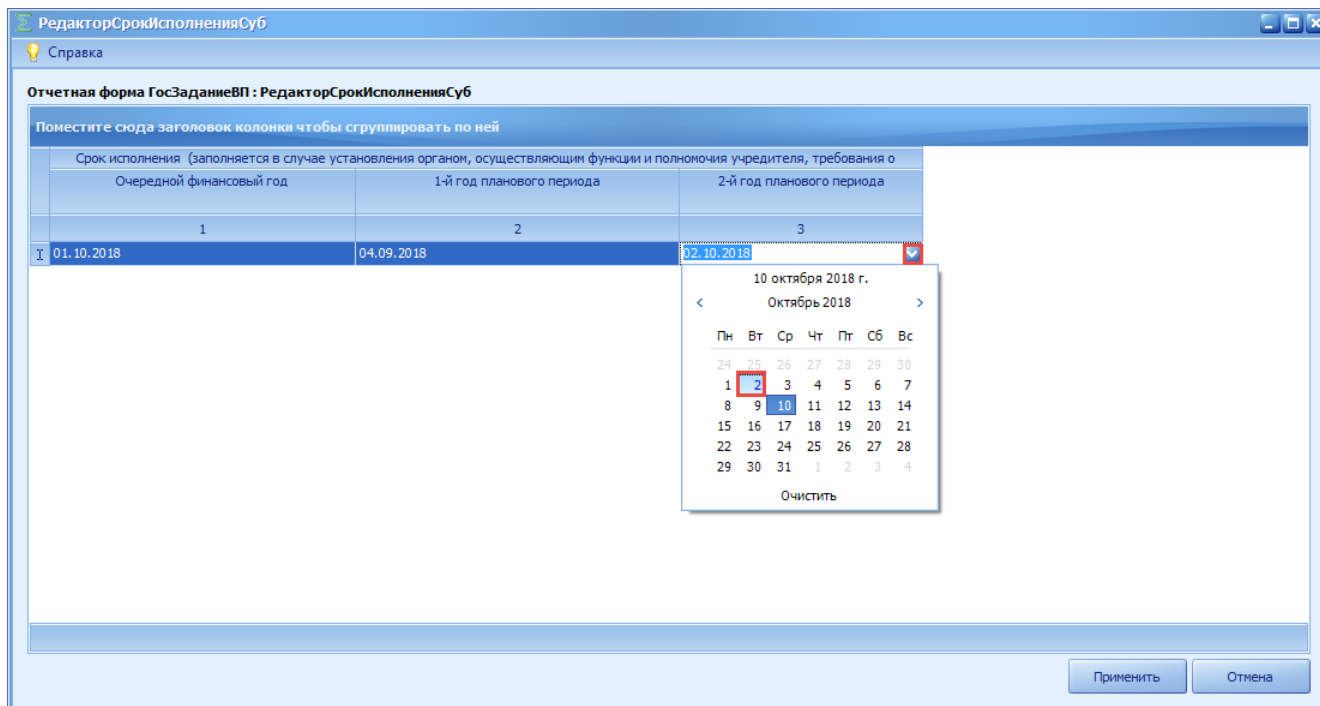 РедакторСрокИсполненияСуб
Справка
Отчетная форма ГосЗаданиеВП : РедакторСрокИсполненияСуб
Поместите сюда заголовок колонки чтобы сгруппировать по ней
Срок исполнения (заполняется в случае установления органом, осуществляющим функции и полномочия учредителя, требования о
Очередной финансовый год 1-й год планового периода 2-й год планового периода
1 2 3
01.10.2018 04.09.2018 02.10.2018
10 октября 2018 г.
< Октябрь 2018 >
Пн Вт Ср Чт Пт Сб Вс
24 25 26 27 28 29 30
1 2 3 4 5 6 7
8 9 10 11 12 13 14
15 16 17 18 19 20 21
22 23 24 25 26 27 28
29 30 31 1 2 3 4
Очистить
Применить Отмена